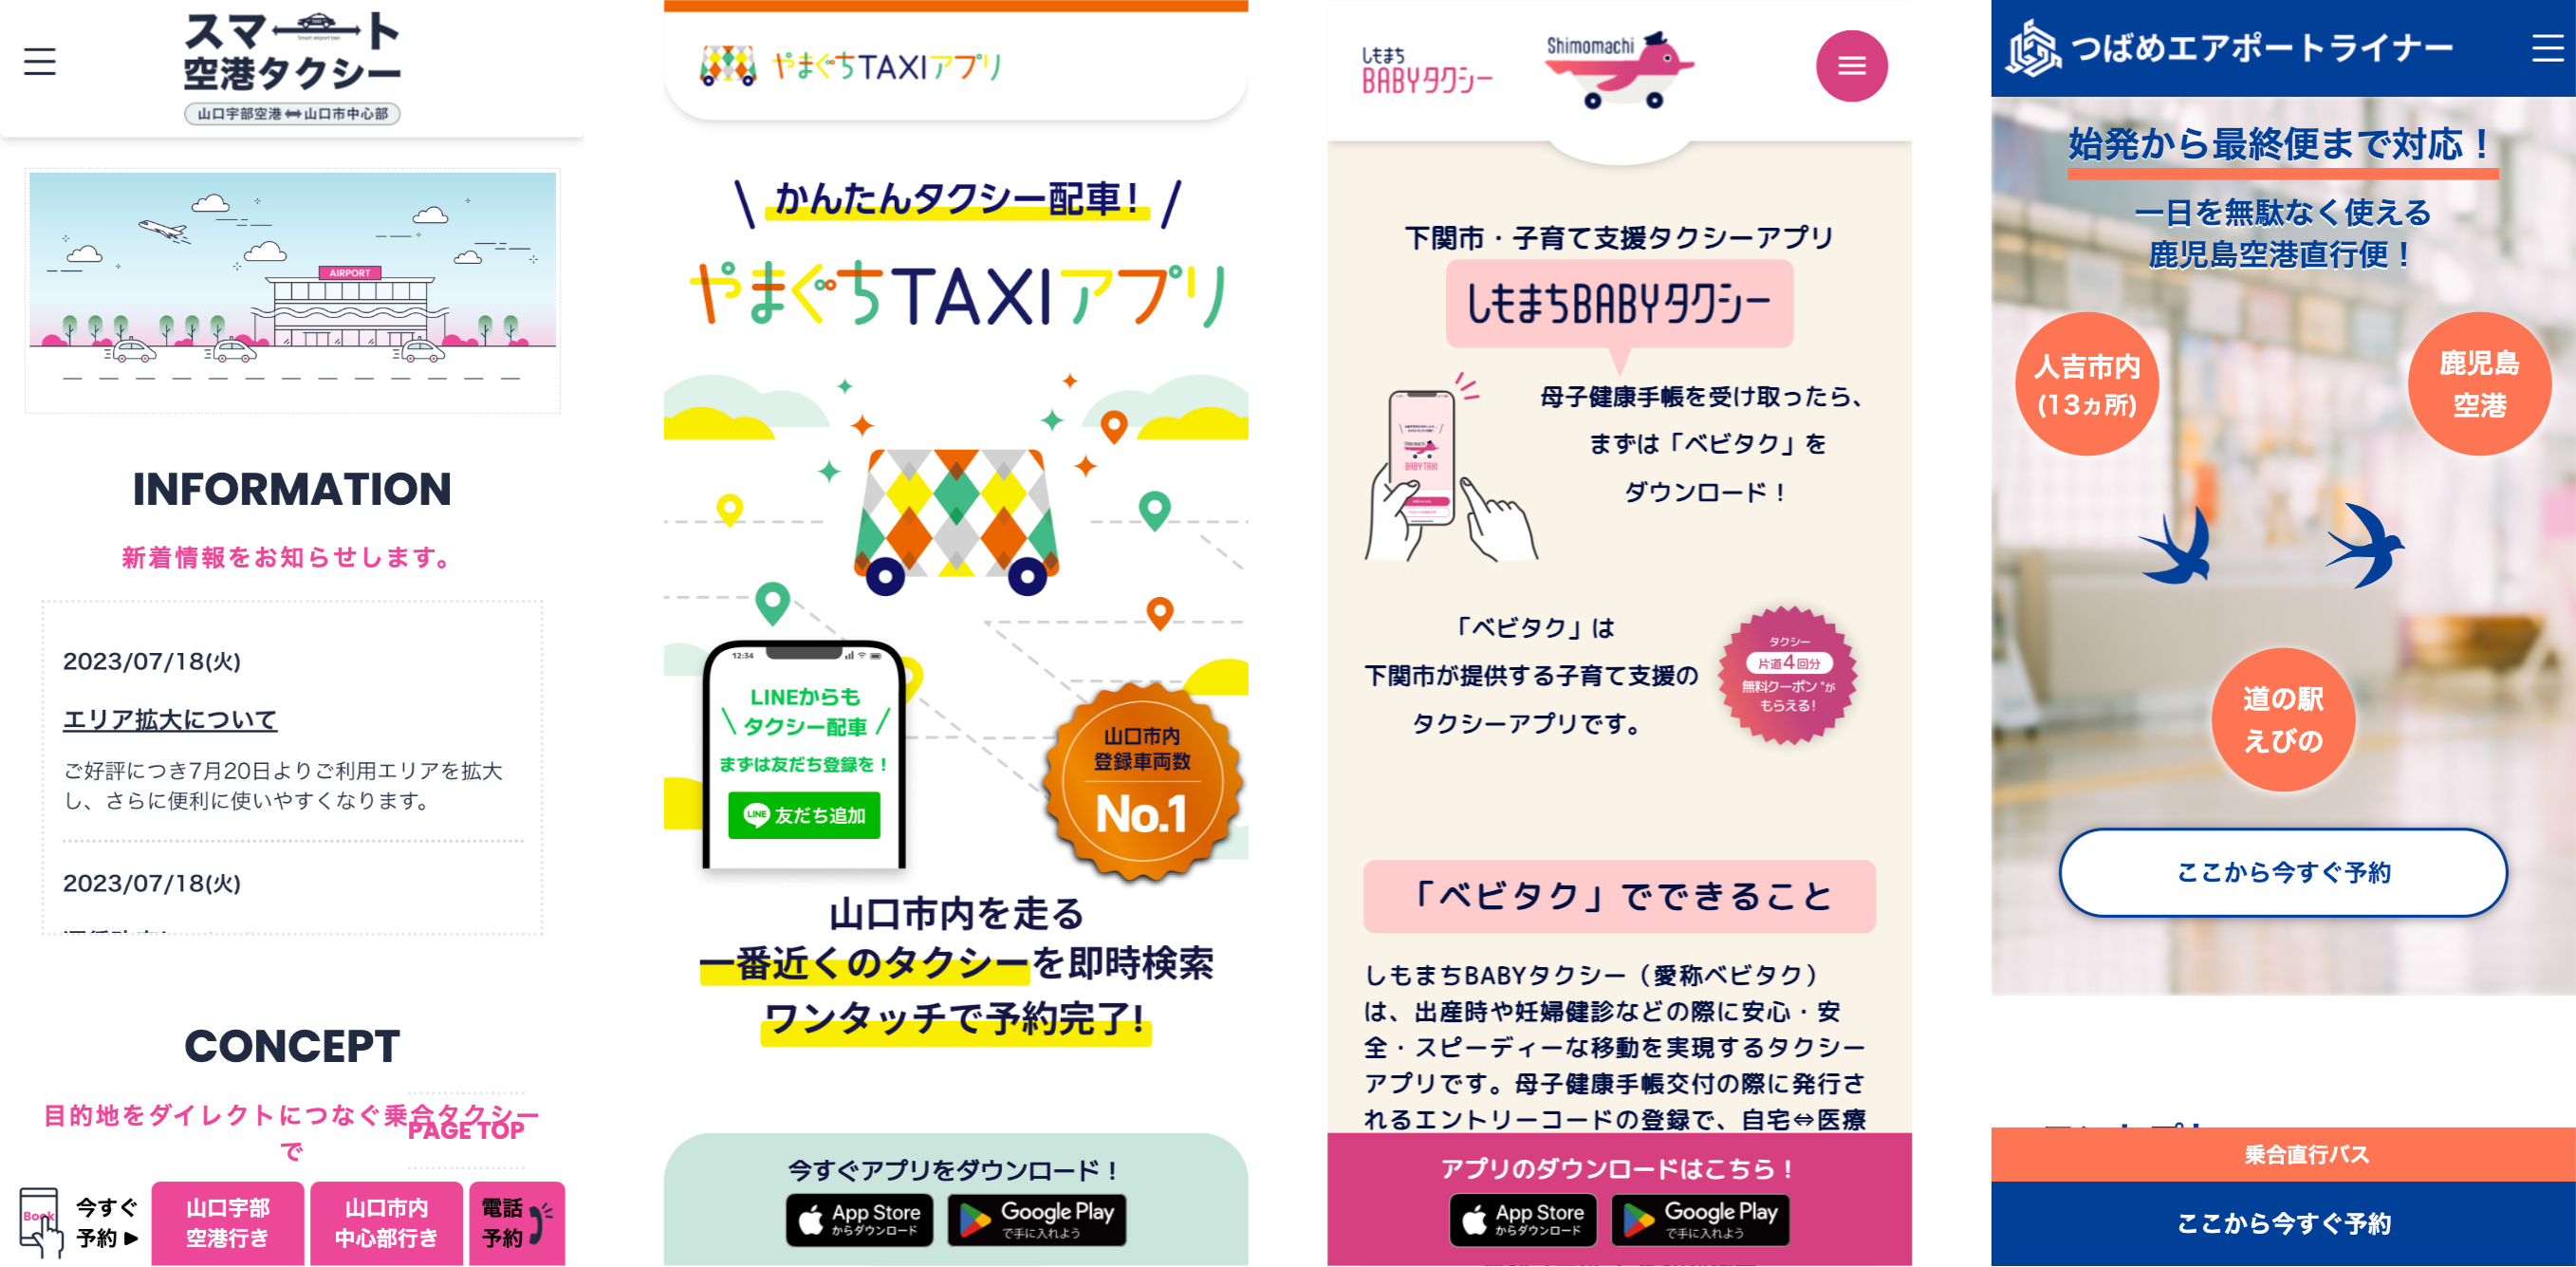 スマート
Smart airport taxi
空港タクシー
山口宇部空港⇔山口市中心部
AIRPORT
INFORMATION
新着情報をお知らせします。
2023/07/18(火)
エリア拡大について
ご好評につき7月20日よりご利用エリアを拡大
し、さらに便利に使いやすくなります。
2023/07/18(火)
CONCEPT
目的地をダイレクトにつなぐ乗合タクシー
で
PAGE TOP
Book
今すぐ
予約▶
山口宇部
空港行き
山口市内
中心部行き
電話
予約
やまぐちTAXIアプリ
\ かんたんタクシー配車! /
やまぐちTAXIアプリ
12:34
LINEからも
\ タクシー配車 /
まずは友だち登録を!
LINE 友だち追加
山口市内
登録車両数
No.1
山口市内を走る
一番近くのタクシーを即時検索
ワンタッチで予約完了!
今すぐアプリをダウンロード！
App Store
からダウンロード
Google Play
で手に入れよう
しもまち
BABYタクシー
Shimomachi
下関市・子育て支援タクシーアプリ
しもまちBABYタクシー
母子健康手帳を受け取ったら、
まずは「ベビタク」を
ダウンロード！
BABY TAXI
「ベビタク」は
下関市が提供する子育て支援の
タクシーアプリです。
タクシー
片道4回分
無料クーポン*が
もらえる!
「ベビタク」でできること
しもまちBABYタクシー（愛称ベビタク）
は、出産時や妊婦健診などの際に安心・安
全・スピーディーな移動を実現するタクシー
アプリです。母子健康手帳交付の際に発行さ
れるエントリーコードの登録で、自宅⇔医療
アプリのダウンロードはこちら！
App Store
からダウンロード
Google Play
で手に入れよう
つばめエアポートライナー
始発から最終便まで対応！
一日を無駄なく使える
鹿児島空港直行便！
人吉市内
(13ヵ所)
鹿児島
空港
道の駅
えびの
ここから今すぐ予約
乗合直行バス
ここから今すぐ予約